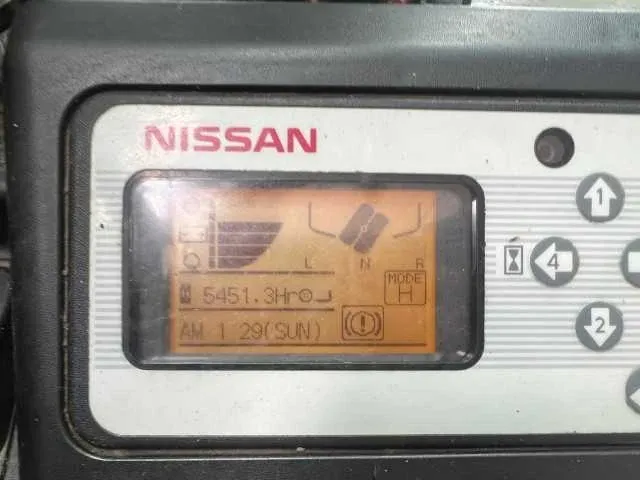 NISSAN
L N R
5451.3Hr
MODE
H
AM 1 29(SUN)
1
4
2